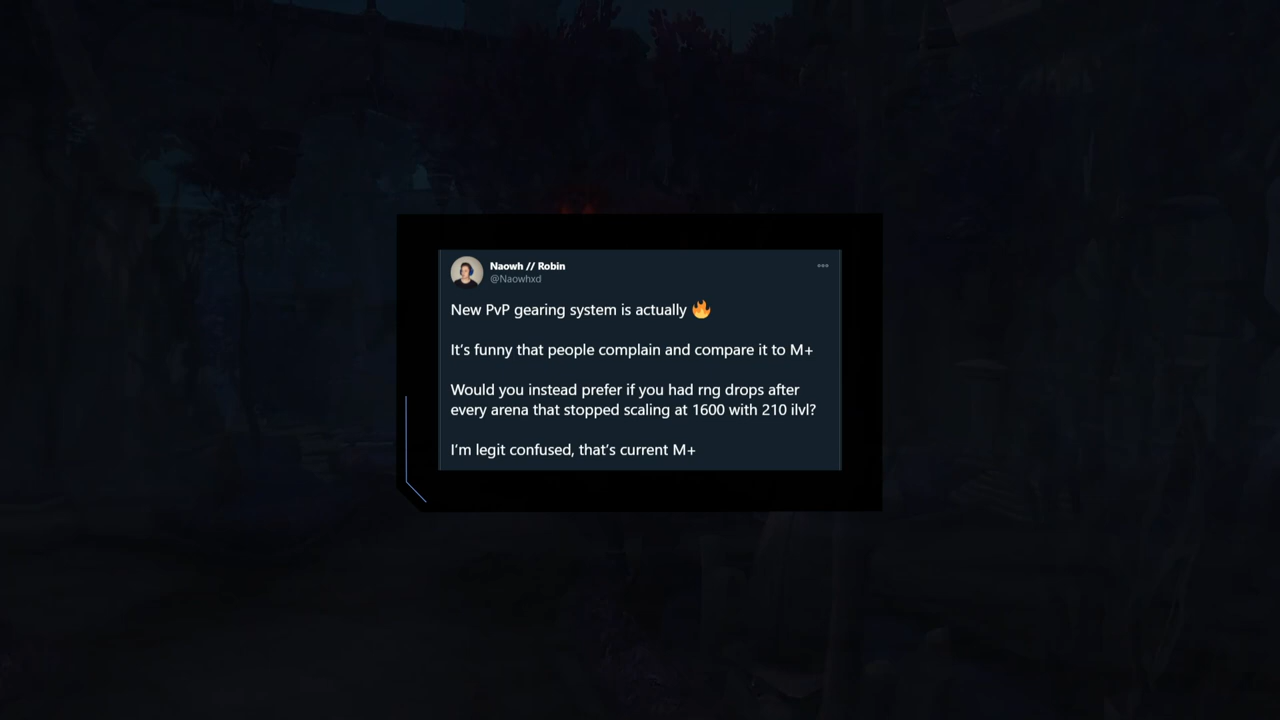 Naowh // Robin
@Naowhxd
New PvP gearing system is actually 🔥
It's funny that people complain and compare it to M+
Would you instead prefer if you had rng drops after
every arena that stopped scaling at 1600 with 210 ilvl?
I'm legit confused, that's current M+